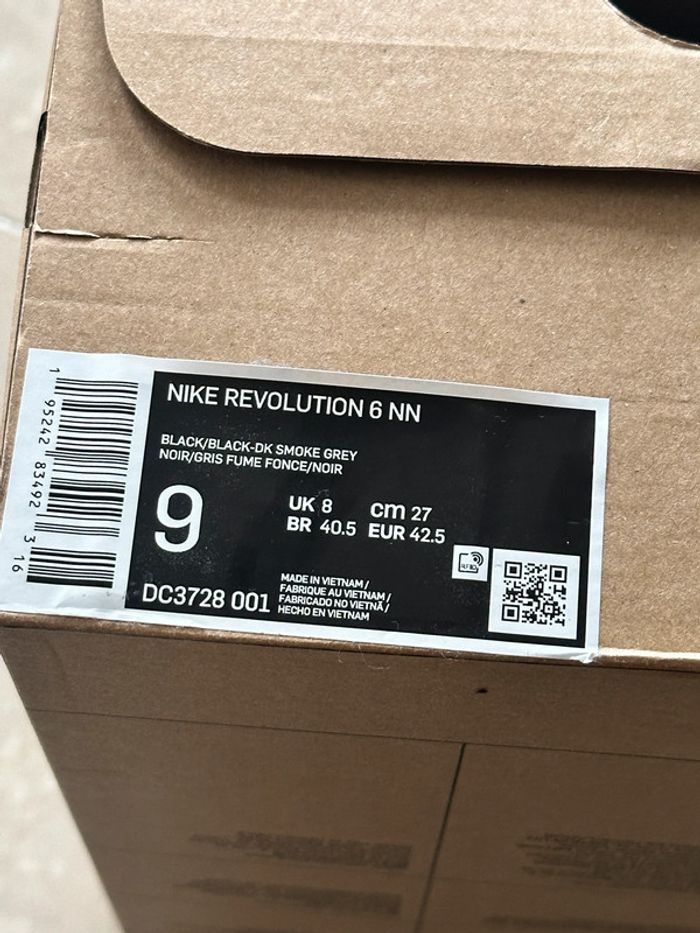 NIKE REVOLUTION 6 NN
BLACK/BLACK-DK SMOKE GREY
NOIR/GRIS FUME FONCE/NOIR
9
UK 8 cm 27
BR 40.5 EUR 42.5
DC3728 001
MADE IN VIETNAM /
FABRIQUE AU VIETNAM /
FABRICADO NO VIETNÃ /
HECHO EN VIETNAM
1 95242 83492 3 16